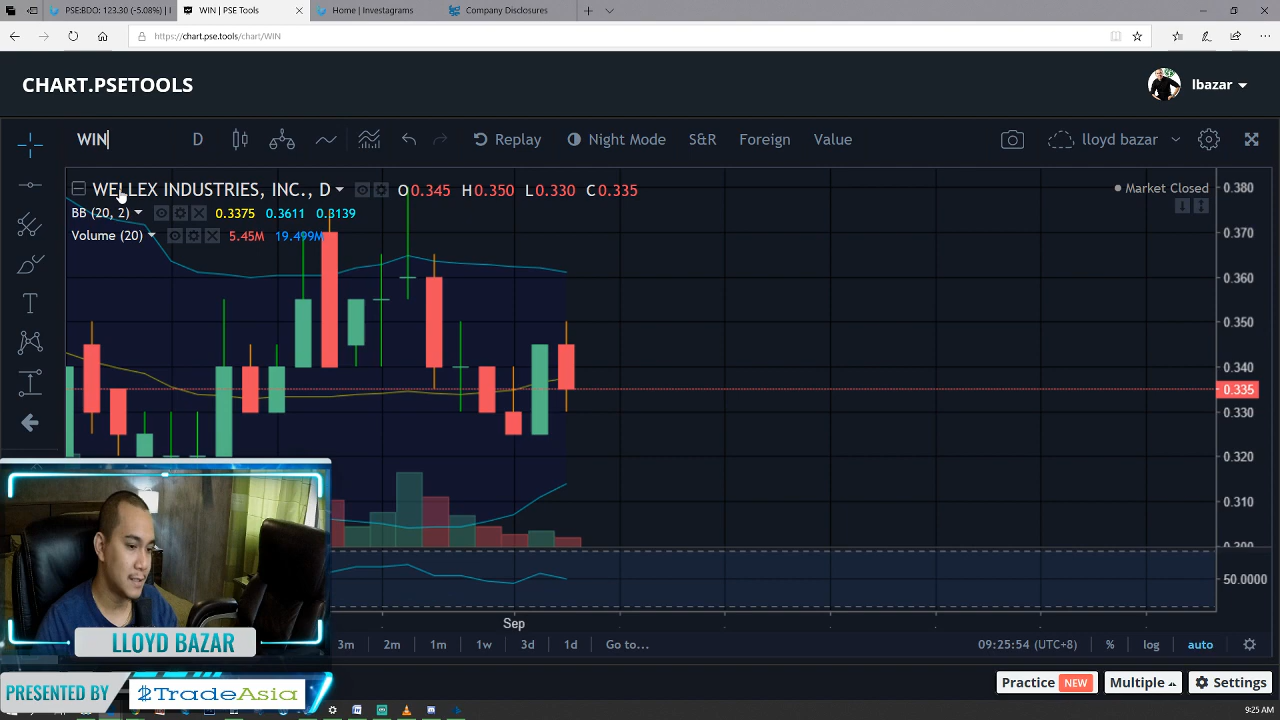 PSE:BDO: 123.30 (-5.08%) | I
WIN | PSE Tools
Home | Investagrams
Company Disclosures
https://chart.pse.tools/chart/WIN
CHART.PSETOOLS
lbazar
WIN
D
Replay
Night Mode
S&R
Foreign
Value
lloyd bazar
WELLEX INDUSTRIES, INC., D
O0.345 H0.350 L0.330 C0.335
Market Closed
BB (20, 2) 0.3375 0.3611 0.3139
Volume (20) 5.45M 19.499M
0.380
0.370
0.360
0.350
0.340
0.335
0.330
0.320
0.310
50.0000
Sep
3m 2m 1m 1w 3d 1d Go to...
09:25:54 (UTC+8) % log auto
LLOYD BAZAR
PRESENTED BY
$TradeAsia
Practice NEW
Multiple
Settings
9:25 AM